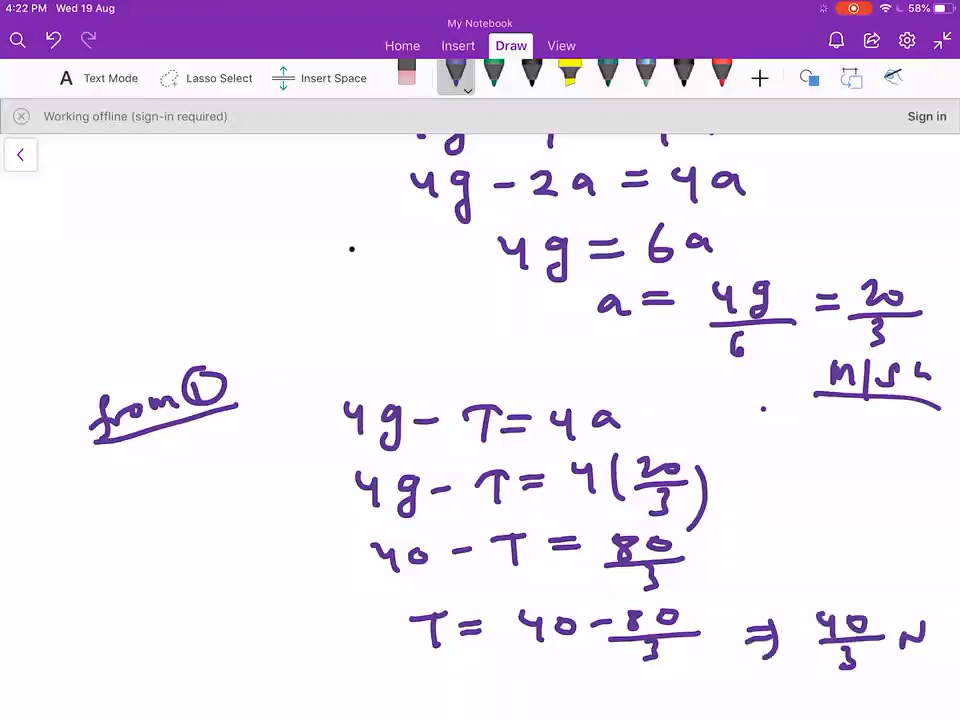 4:22 PM Wed 19 Aug
58%
My Notebook
Home Insert Draw View
A Text Mode Lasso Select Insert Space
Working offline (sign-in required)
Sign in
4g - 2a = 4a
4g = 6a
a = 4g/6 = 20/3
m/s²
from ①
4g - T = 4a
4g - T = 4(20/3)
40 - T = 80/3
T = 40 - 80/3 ⇒ 40/3 N